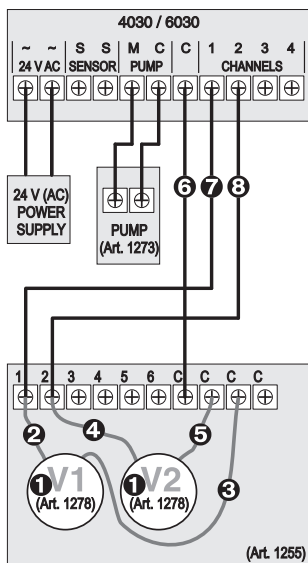 4030 / 6030
~ ~ S S M C C 1 2 3 4
24 V AC SENSOR PUMP CHANNELS
24 V (AC)
POWER
SUPPLY
PUMP
(Art. 1273)
6 7 8
1 2 3 4 5 6 C C C C
2 4 5
1 V1 1 V2 3
(Art. 1278) (Art. 1278)
(Art. 1255)